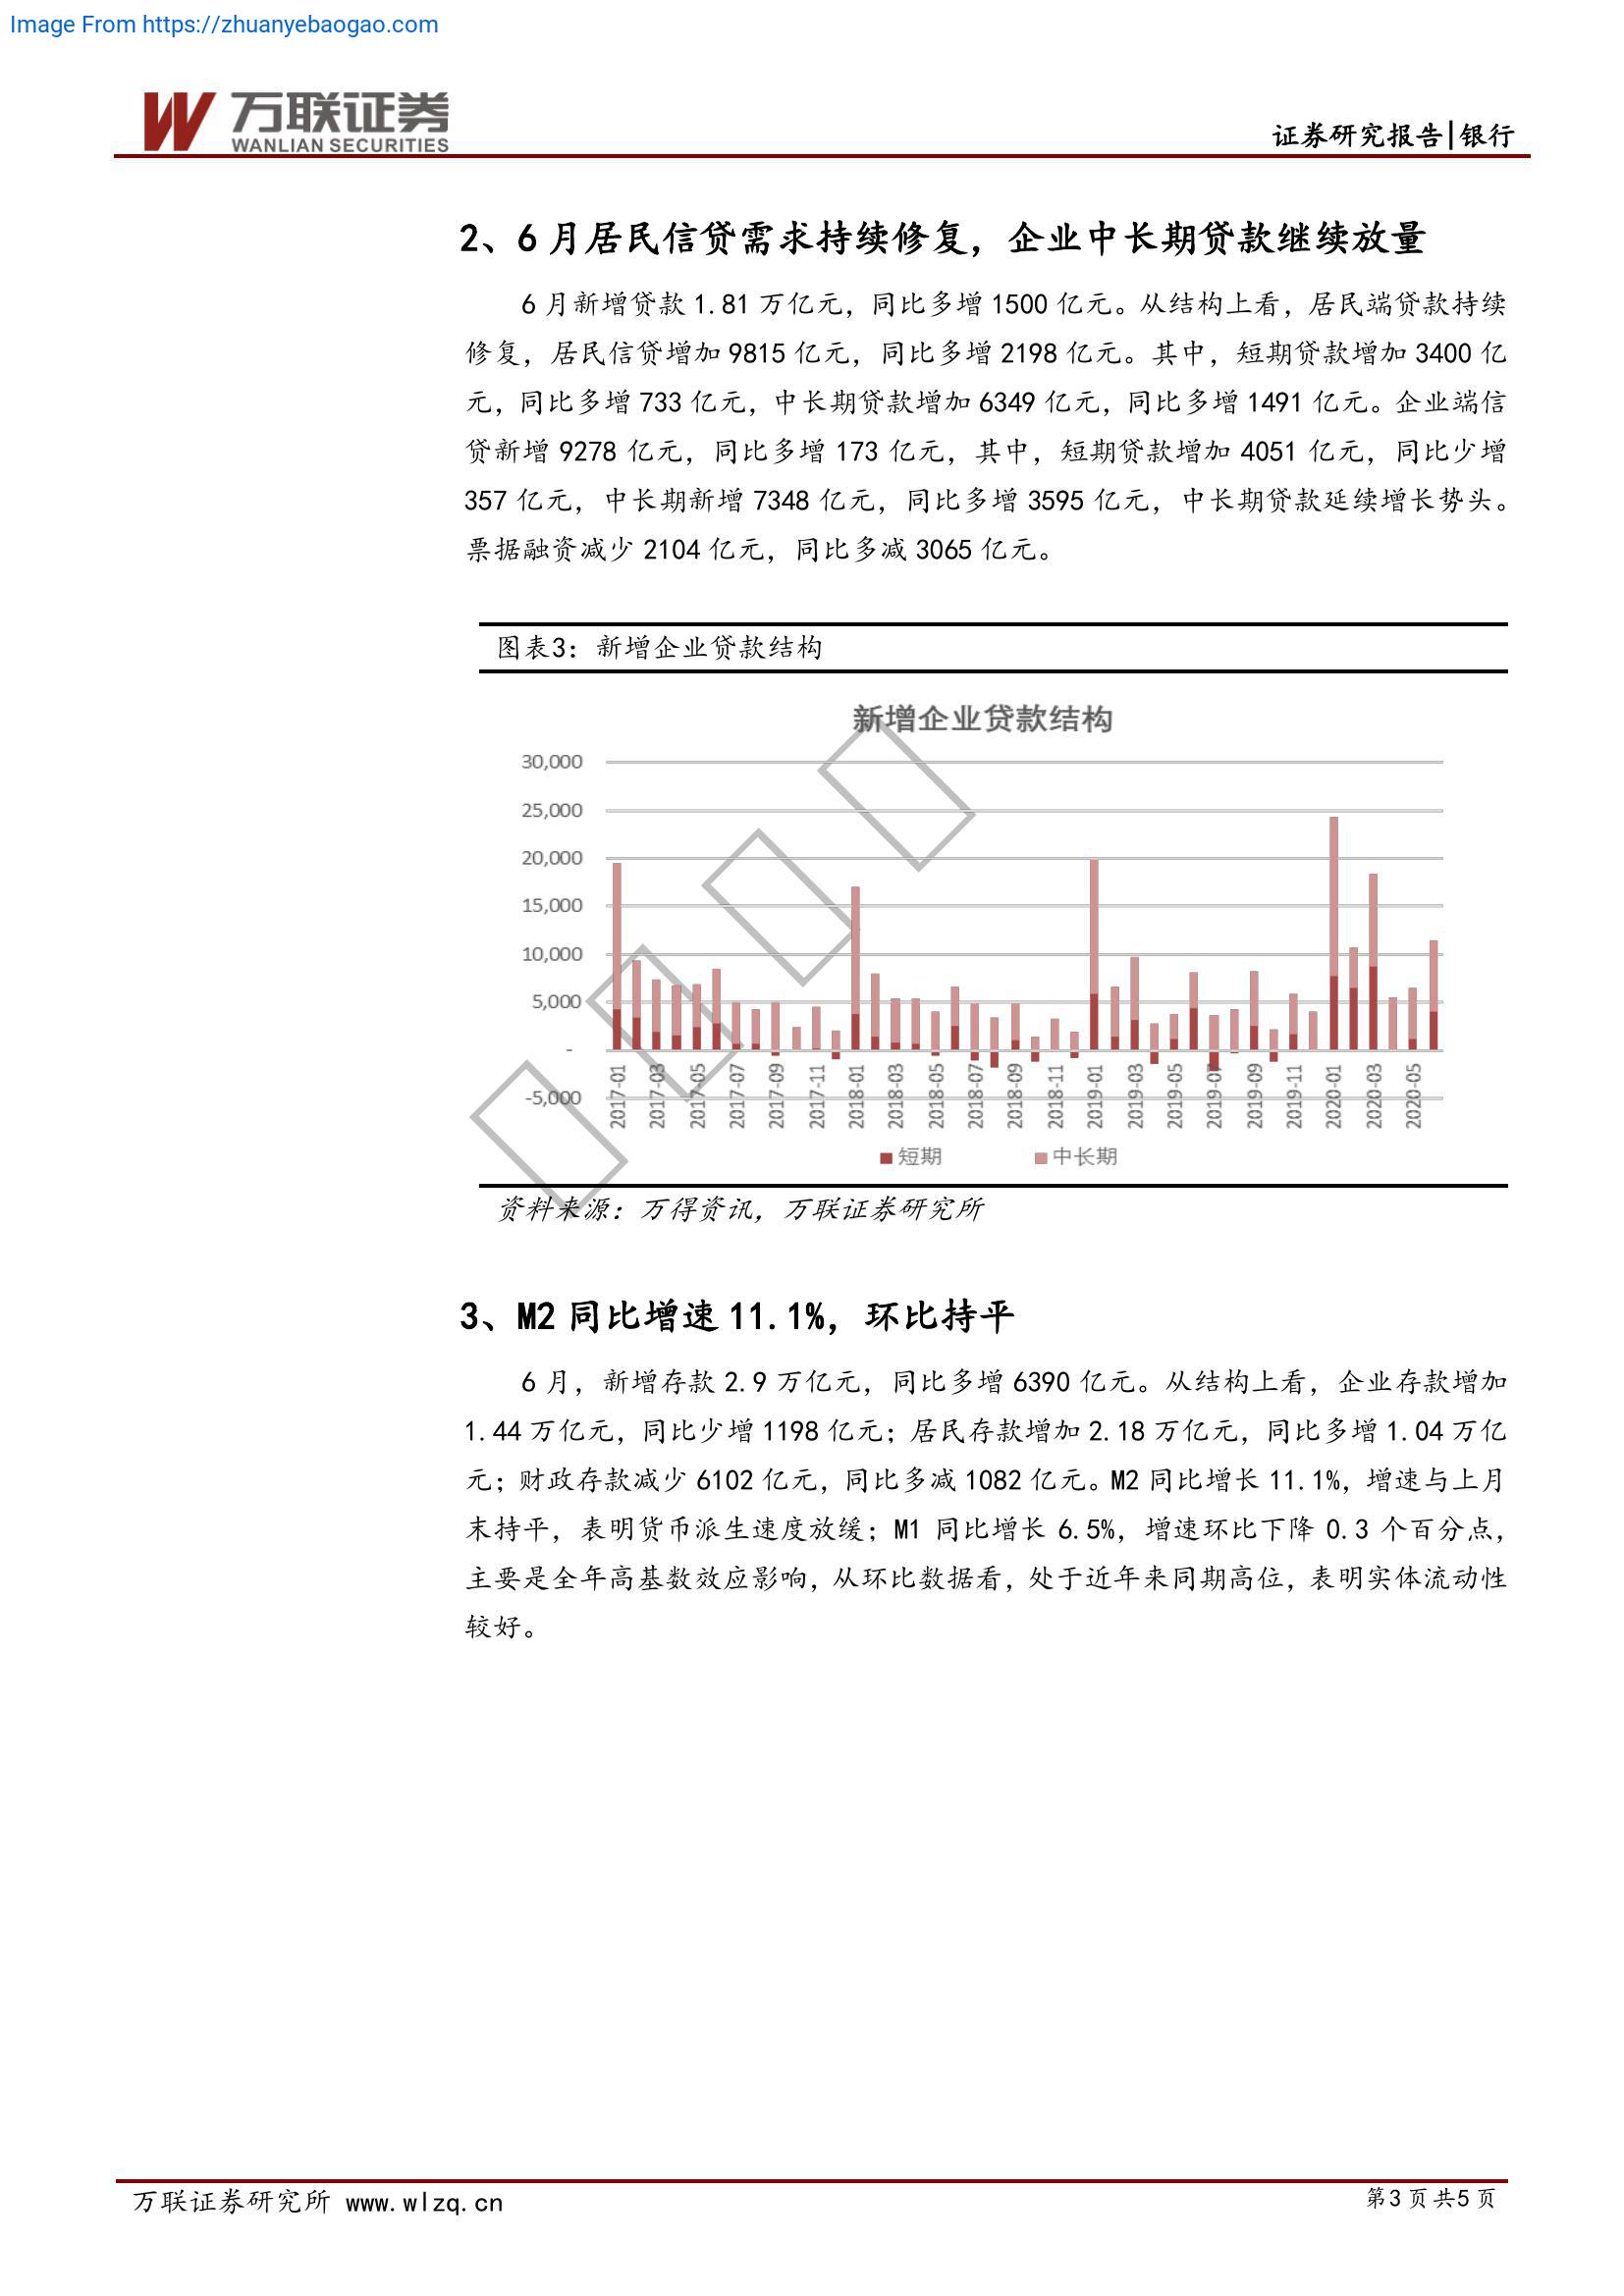 Image From https://zhuanyebaogao.com
万联证券
WANLIAN SECURITIES
证券研究报告|银行
2、6 月居民信贷需求持续修复，企业中长期贷款继续放量
6 月新增贷款 1.81 万亿元，同比多增 1500 亿元。从结构上看，居民端贷款持续
修复，居民信贷增加 9815 亿元，同比多增 2198 亿元。其中，短期贷款增加 3400 亿
元，同比多增 733 亿元，中长期贷款增加 6349 亿元，同比多增 1491 亿元。企业端信
贷新增 9278 亿元，同比多增 173 亿元，其中，短期贷款增加 4051 亿元，同比少增
357 亿元，中长期新增 7348 亿元，同比多增 3595 亿元，中长期贷款延续增长势头。
票据融资减少 2104 亿元，同比多减 3065 亿元。
图表3：新增企业贷款结构
新增企业贷款结构
30,000
25,000
20,000
15,000
10,000
5,000
-
-5,000
2017-01
2017-03
2017-05
2017-07
2017-09
2017-11
2018-01
2018-03
2018-05
2018-07
2018-09
2018-11
2019-01
2019-03
2019-05
2019-07
2019-09
2019-11
2020-01
2020-03
2020-05
短期 中长期
资料来源：万得资讯，万联证券研究所
3、M2 同比增速 11.1%，环比持平
6 月，新增存款 2.9 万亿元，同比多增 6390 亿元。从结构上看，企业存款增加
1.44 万亿元，同比少增 1198 亿元；居民存款增加 2.18 万亿元，同比多增 1.04 万亿
元；财政存款减少 6102 亿元，同比多减 1082 亿元。M2 同比增长 11.1%，增速与上月
末持平，表明货币派生速度放缓；M1 同比增长 6.5%，增速环比下降 0.3 个百分点，
主要是全年高基数效应影响，从环比数据看，处于近年来同期高位，表明实体流动性
较好。
万联证券研究所 www.wlzq.cn
第3 页 共5 页